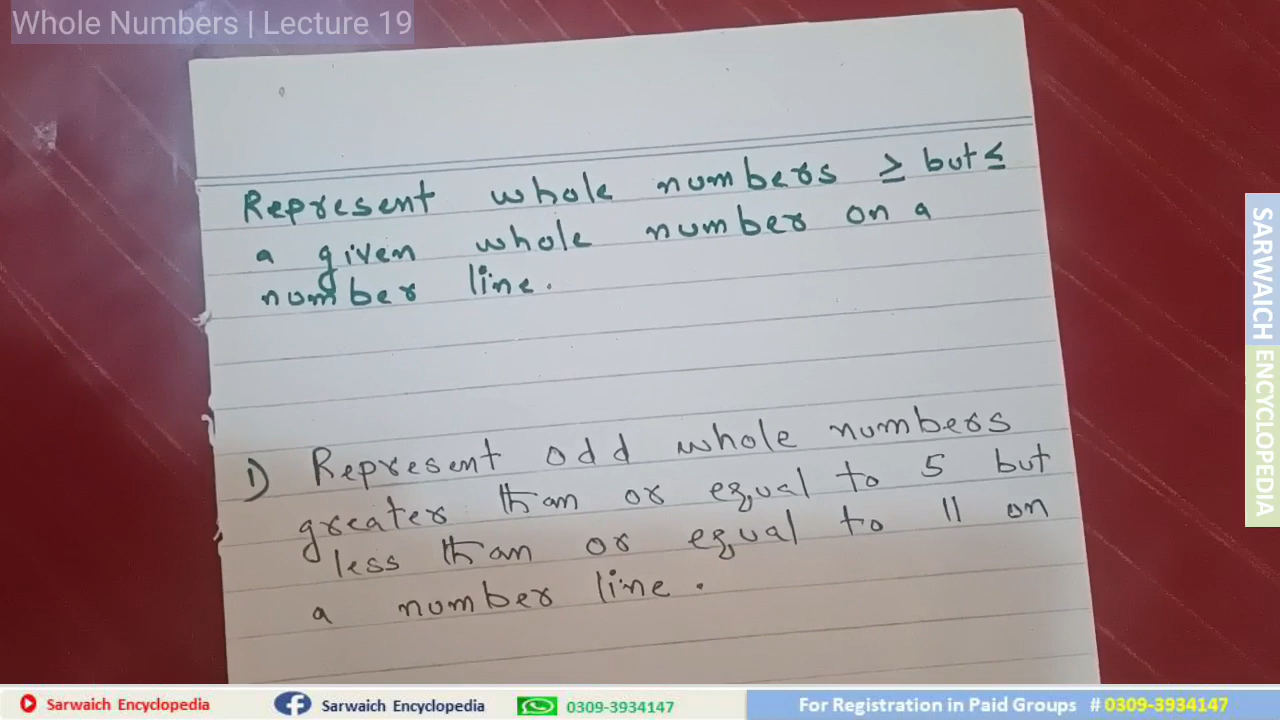 Whole Numbers | Lecture 19
Represent whole numbers ≥ but ≤
a given whole number on a
number line.
1) Represent odd whole numbers
greater than or equal to 5 but
less than or equal to 11 on
a number line.
SARWAICH ENCYCLOPEDIA
Sarwaich Encyclopedia
Sarwaich Encyclopedia
0309-3934147
For Registration in Paid Groups # 0309-3934147